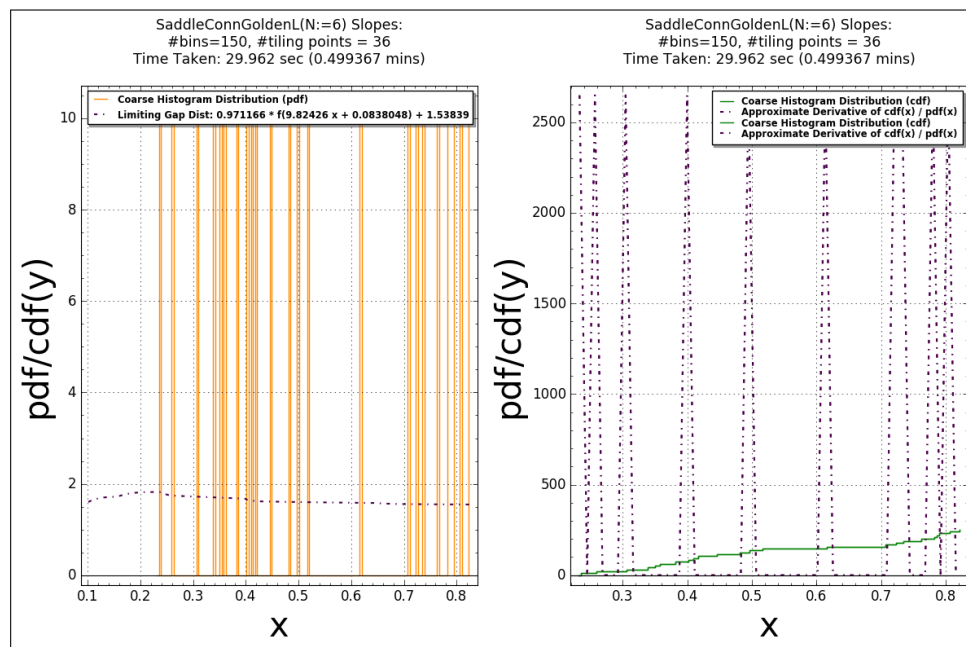 SaddleConnGoldenL(N:=6) Slopes:
#bins=150, #tiling points = 36
Time Taken: 29.962 sec (0.499367 mins)
Coarse Histogram Distribution (pdf)
Limiting Gap Dist: 0.971166 * f(9.82426 x + 0.0838048) + 1.53839
10
8
6
4
2
0
pdf/cdf(y)
0.1 0.2 0.3 0.4 0.5 0.6 0.7 0.8
x
SaddleConnGoldenL(N:=6) Slopes:
#bins=150, #tiling points = 36
Time Taken: 29.962 sec (0.499367 mins)
Coarse Histogram Distribution (cdf)
Approximate Derivative of cdf(x) / pdf(x)
Coarse Histogram Distribution (cdf)
Approximate Derivative of cdf(x) / pdf(x)
2500
2000
1500
1000
500
0
pdf/cdf(y)
0.3 0.4 0.5 0.6 0.7 0.8
x